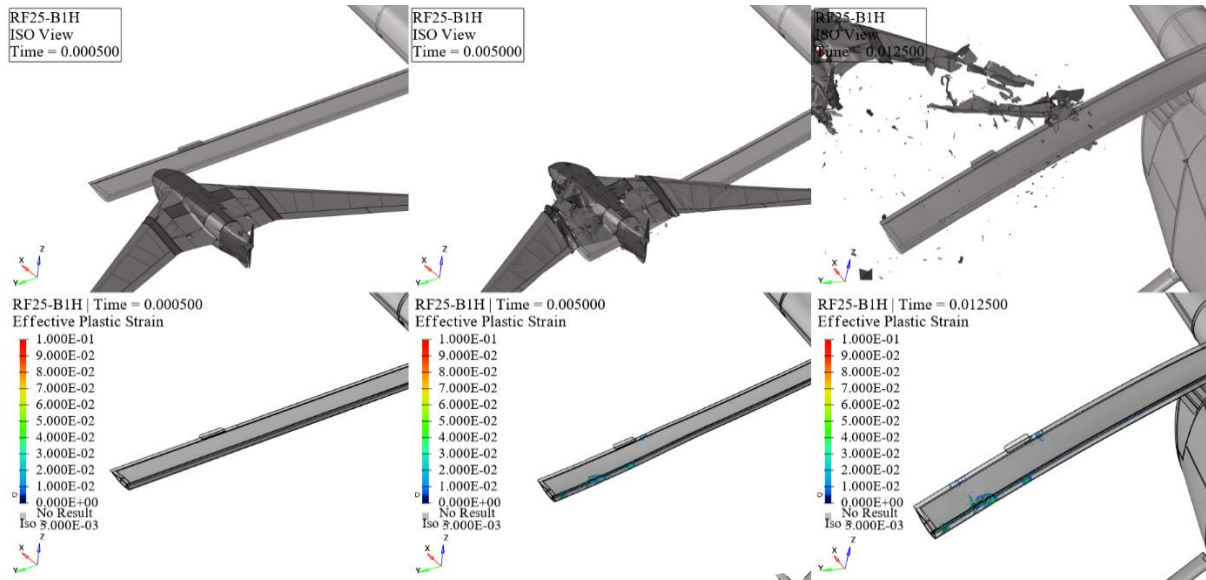 RF25-B1H
ISO View
Time = 0.000500
X
Y
Z
RF25-B1H
ISO View
Time = 0.005000
X
Y
Z
RF25-B1H
ISO View
Time = 0.012500
X
Y
Z
RF25-B1H | Time = 0.000500
Effective Plastic Strain
1.000E-01
9.000E-02
8.000E-02
7.000E-02
6.000E-02
5.000E-02
4.000E-02
3.000E-02
2.000E-02
1.000E-02
0.000E+00
No Result
X
Y
Z
RF25-B1H | Time = 0.005000
Effective Plastic Strain
1.000E-01
9.000E-02
8.000E-02
7.000E-02
6.000E-02
5.000E-02
4.000E-02
3.000E-02
2.000E-02
1.000E-02
0.000E+00
No Result
X
Y
Z
RF25-B1H | Time = 0.012500
Effective Plastic Strain
1.000E-01
9.000E-02
8.000E-02
7.000E-02
6.000E-02
5.000E-02
4.000E-02
3.000E-02
2.000E-02
1.000E-02
0.000E+00
No Result
X
Y
Z